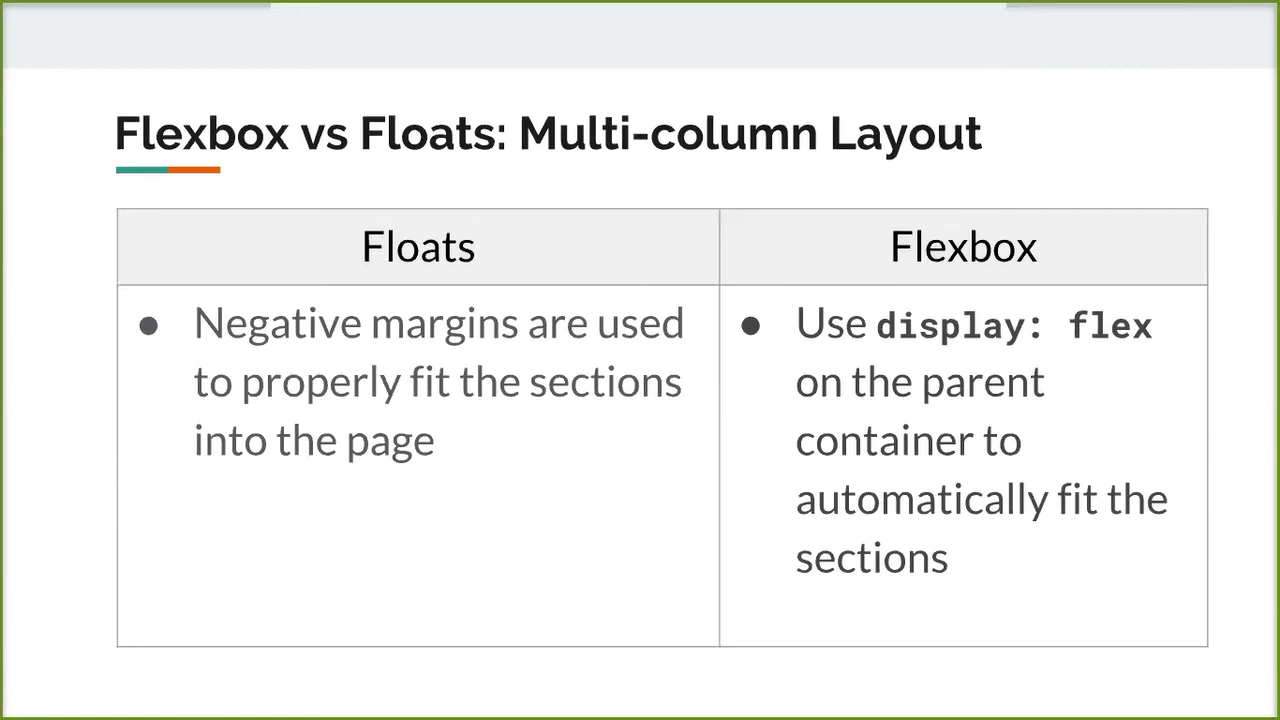 Flexbox vs Floats: Multi-column Layout
Floats
Flexbox
● Negative margins are used
to properly fit the sections
into the page
● Use display: flex
on the parent
container to
automatically fit the
sections